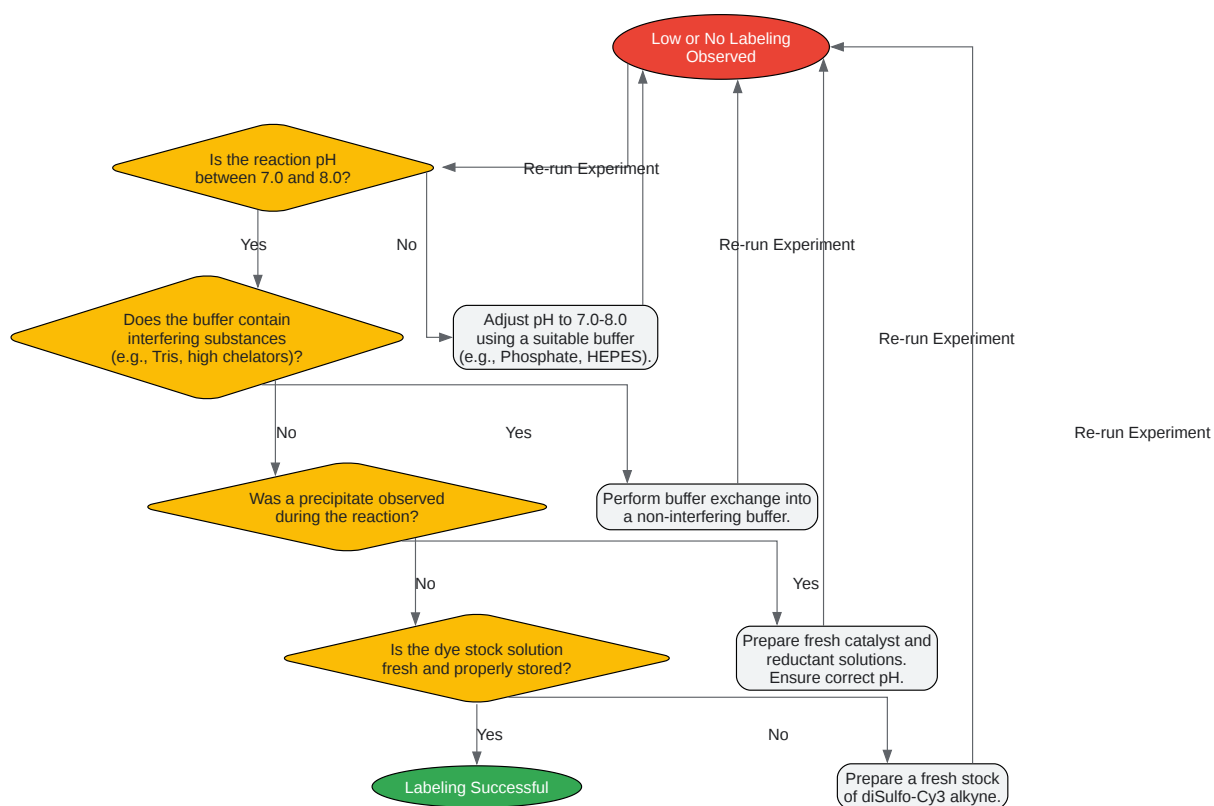 Low or No Labeling
Observed
Is the reaction pH
between 7.0 and 8.0?
Re-run Experiment
Yes
No
Re-run Experiment
Does the buffer contain
interfering substances
(e.g., Tris, high chelators)?
Adjust pH to 7.0-8.0
using a suitable buffer
(e.g., Phosphate, HEPES).
Re-run Experiment
No
Yes
Re-run Experiment
Was a precipitate observed
during the reaction?
Perform buffer exchange into
a non-interfering buffer.
No
Yes
Is the dye stock solution
fresh and properly stored?
Prepare fresh catalyst and
reductant solutions.
Ensure correct pH.
Yes
No
Labeling Successful
Prepare a fresh stock
of diSulfo-Cy3 alkyne.